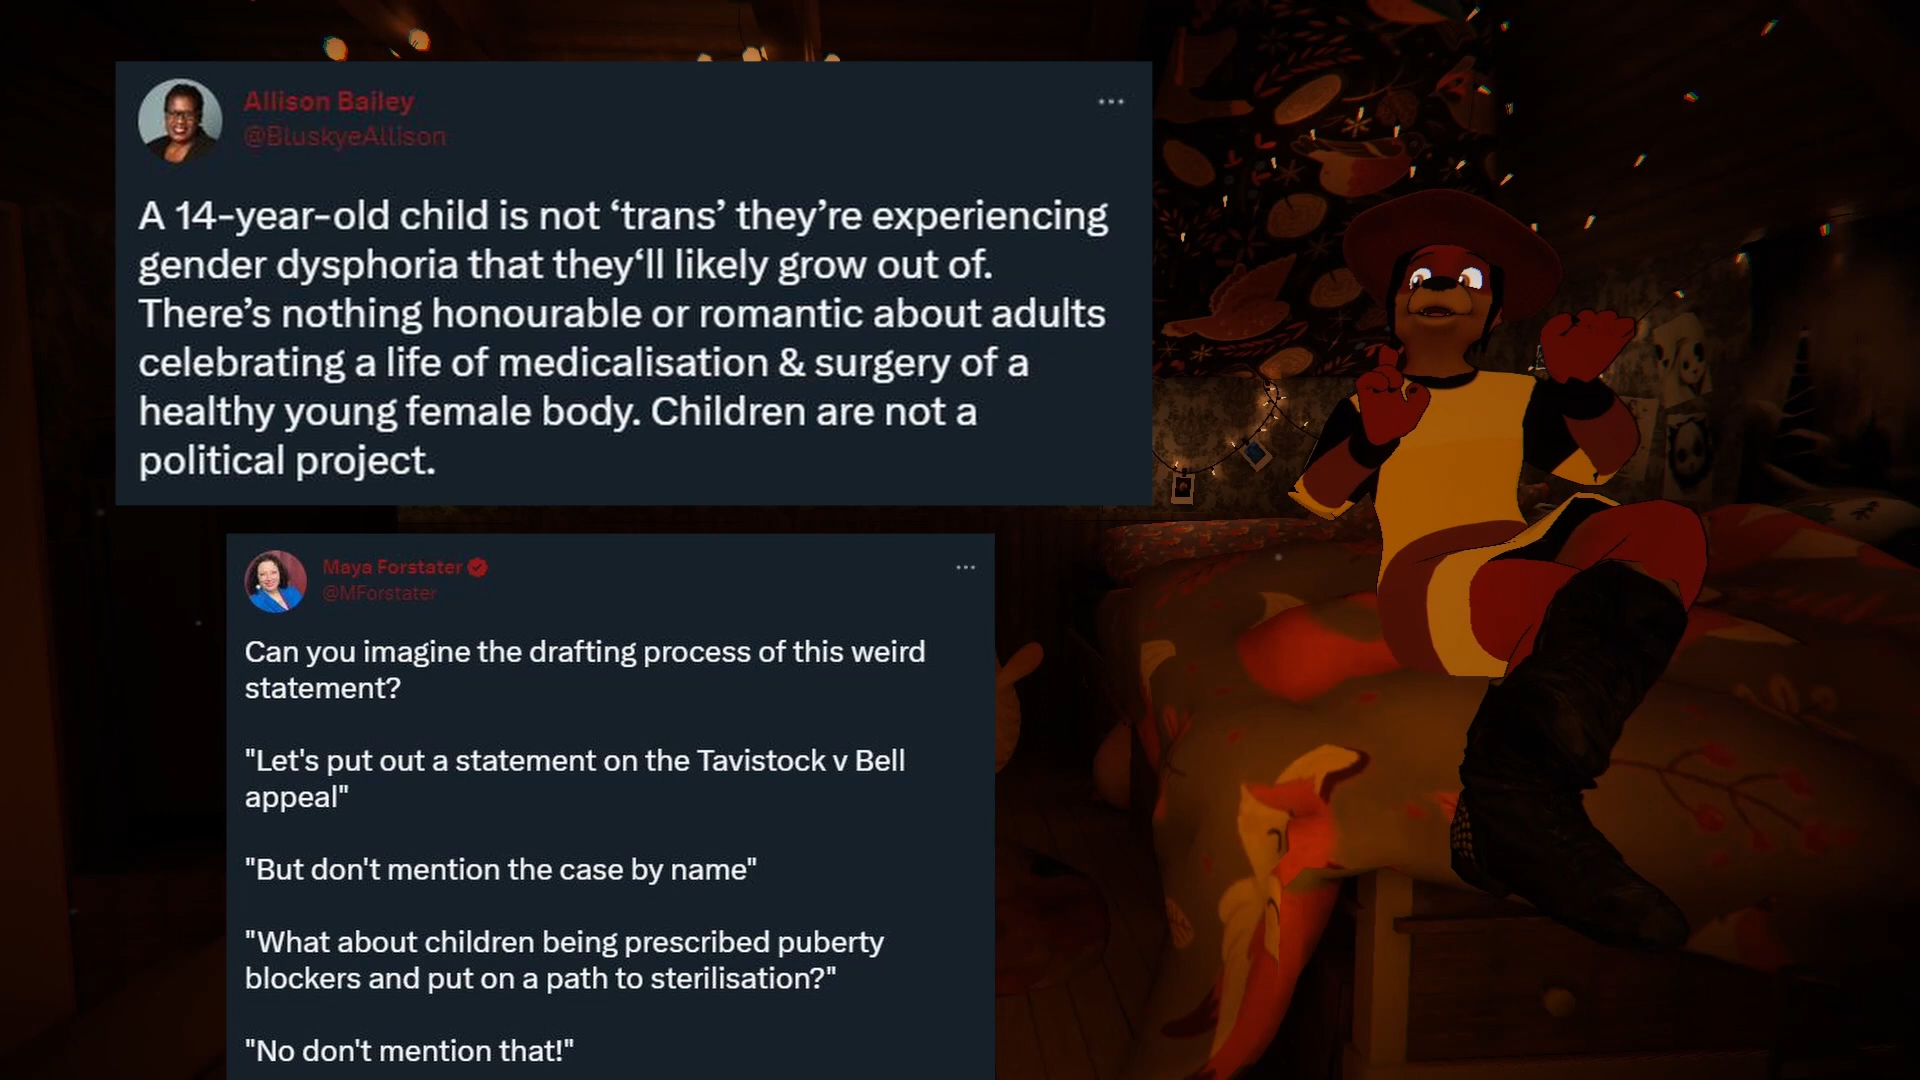 Allison Bailey
@BluskyeAllison
A 14-year-old child is not ‘trans’ they’re experiencing
gender dysphoria that they‘ll likely grow out of.
There’s nothing honourable or romantic about adults
celebrating a life of medicalisation & surgery of a
healthy young female body. Children are not a
political project.
Maya Forstater
@MForstater
Can you imagine the drafting process of this weird
statement?
"Let's put out a statement on the Tavistock v Bell
appeal"
"But don't mention the case by name"
"What about children being prescribed puberty
blockers and put on a path to sterilisation?"
"No don't mention that!"